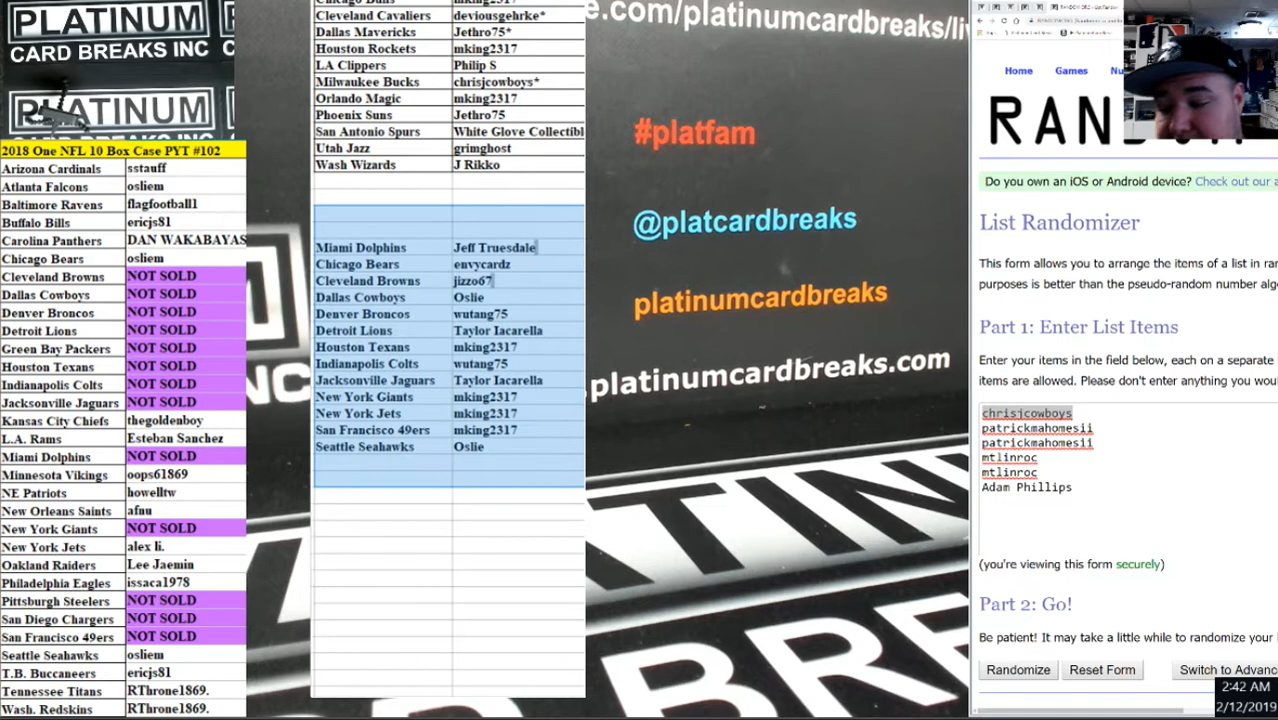 PLATINUM
CARD BREAKS INC
PLATINUM
2018 One NFL 10 Box Case PYT #102
Arizona Cardinals sstauff
Atlanta Falcons osliem
Baltimore Ravens flagfootball1
Buffalo Bills ericjs81
Carolina Panthers DAN WAKABAYAS
Chicago Bears osliem
Cleveland Browns NOT SOLD
Dallas Cowboys NOT SOLD
Denver Broncos NOT SOLD
Detroit Lions NOT SOLD
Green Bay Packers NOT SOLD
Houston Texans NOT SOLD
Indianapolis Colts NOT SOLD
Jacksonville Jaguars NOT SOLD
Kansas City Chiefs thegoldenboy
L.A. Rams Esteban Sanchez
Miami Dolphins NOT SOLD
Minnesota Vikings oops61869
NE Patriots howelltw
New Orleans Saints afnu
New York Giants NOT SOLD
New York Jets alex li.
Oakland Raiders Lee Jaemin
Philadelphia Eagles issaca1978
Pittsburgh Steelers NOT SOLD
San Diego Chargers NOT SOLD
San Francisco 49ers NOT SOLD
Seattle Seahawks osliem
T.B. Buccaneers ericjs81
Tennessee Titans RThrone1869.
Wash. Redskins RThrone1869.
Cleveland Cavaliers deviousgehrke*
Dallas Mavericks Jethro75*
Houston Rockets mking2317
LA Clippers Philip S
Milwaukee Bucks chrisjcowboys*
Orlando Magic mking2317
Phoenix Suns Jethro75
San Antonio Spurs White Glove Collectibl
Utah Jazz grimghost
Wash Wizards J Rikko
Miami Dolphins Jeff Truesdale
Chicago Bears envycardz
Cleveland Browns jizzo67
Dallas Cowboys Oslie
Denver Broncos wutang75
Detroit Lions Taylor Iacarella
Houston Texans mking2317
Indianapolis Colts wutang75
Jacksonville Jaguars Taylor Iacarella
New York Giants mking2317
New York Jets mking2317
San Francisco 49ers mking2317
Seattle Seahawks Oslie
e.com/platinumcardbreaks/li
#platfam
@platcardbreaks
platinumcardbreaks
.platinumcardbreaks.com
PLATIN
BRE
Home Games Nu
RAN
Do you own an iOS or Android device? Check out our a
List Randomizer
This form allows you to arrange the items of a list in ran
purposes is better than the pseudo-random number algo
Part 1: Enter List Items
Enter your items in the field below, each on a separate
items are allowed. Please don't enter anything you wou
chrisjcowboys
patrickmahomesii
patrickmahomesii
mtlinroc
mtlinroc
Adam Phillips
(you're viewing this form securely)
Part 2: Go!
Be patient! It may take a little while to randomize your
Randomize Reset Form Switch to Advanc
2:42 AM
2/12/2019